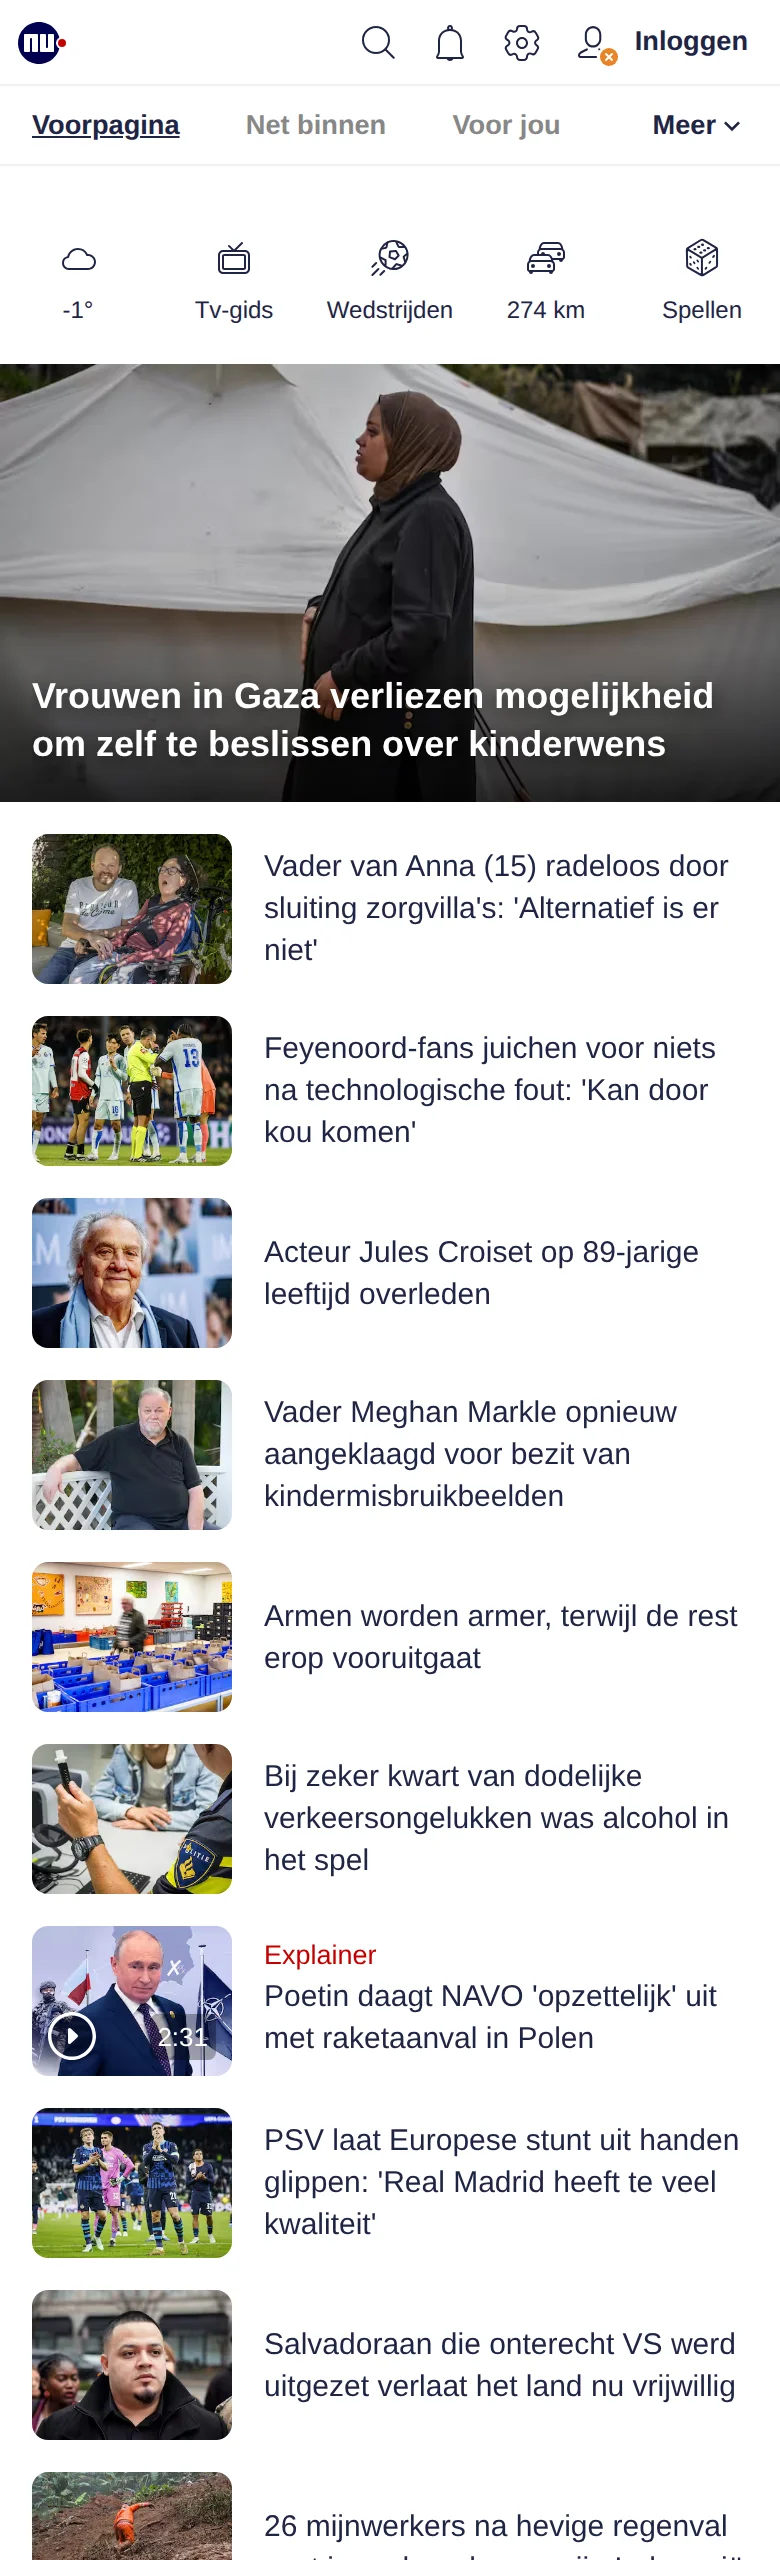 nu
Inloggen
Voorpagina
Net binnen
Voor jou
Meer
-1°
Tv-gids
Wedstrijden
274 km
Spellen
Vrouwen in Gaza verliezen mogelijkheid
om zelf te beslissen over kinderwens
Vader van Anna (15) radeloos door
sluiting zorgvilla's: 'Alternatief is er
niet'
13
18
Feyenoord-fans juichen voor niets
na technologische fout: 'Kan door
kou komen'
Acteur Jules Croiset op 89-jarige
leeftijd overleden
Vader Meghan Markle opnieuw
aangeklaagd voor bezit van
kindermisbruikbeelden
Armen worden armer, terwijl de rest
erop vooruitgaat
POLITIE
Bij zeker kwart van dodelijke
verkeersongelukken was alcohol in
het spel
2:31
Explainer
Poetin daagt NAVO 'opzettelijk' uit
met raketaanval in Polen
PSV laat Europese stunt uit handen
glippen: 'Real Madrid heeft te veel
kwaliteit'
Salvadoraan die onterecht VS werd
uitgezet verlaat het land nu vrijwillig
26 mijnwerkers na hevige regenval